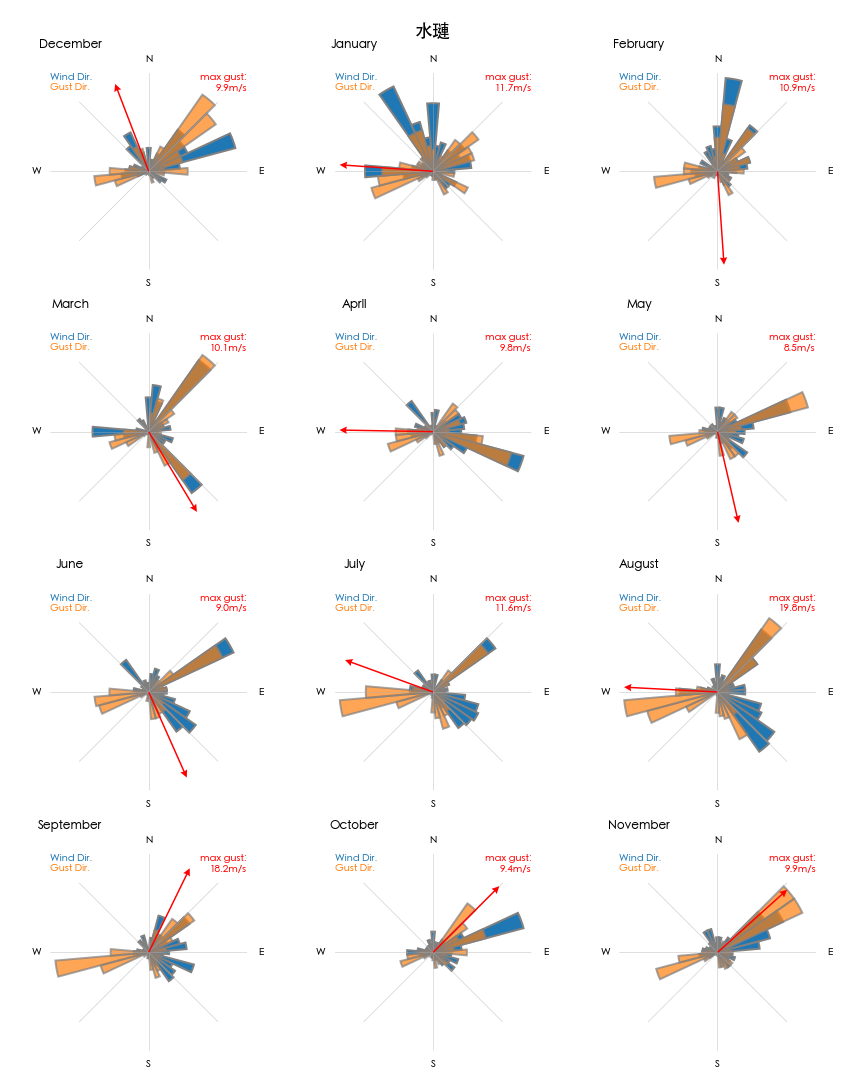 水璉
December
N
Wind Dir.
Gust Dir.
max gust:
9.9m/s
W
E
S
January
N
Wind Dir.
Gust Dir.
max gust:
11.7m/s
W
E
S
February
N
Wind Dir.
Gust Dir.
max gust:
10.9m/s
W
E
S
March
N
Wind Dir.
Gust Dir.
max gust:
10.1m/s
W
E
S
April
N
Wind Dir.
Gust Dir.
max gust:
9.8m/s
W
E
S
May
N
Wind Dir.
Gust Dir.
max gust:
8.5m/s
W
E
S
June
N
Wind Dir.
Gust Dir.
max gust:
9.0m/s
W
E
S
July
N
Wind Dir.
Gust Dir.
max gust:
11.6m/s
W
E
S
August
N
Wind Dir.
Gust Dir.
max gust:
19.8m/s
W
E
S
September
N
Wind Dir.
Gust Dir.
max gust:
18.2m/s
W
E
S
October
N
Wind Dir.
Gust Dir.
max gust:
9.4m/s
W
E
S
November
N
Wind Dir.
Gust Dir.
max gust:
9.9m/s
W
E
S